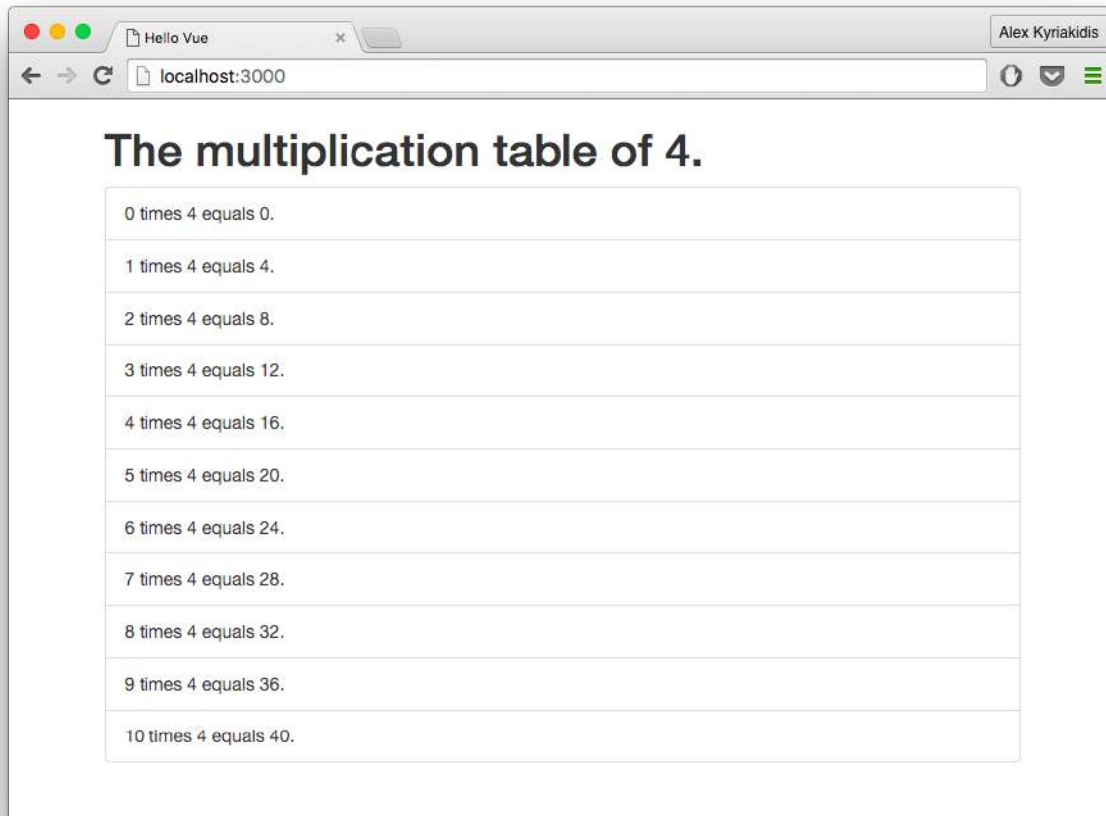 Hello Vue
Alex Kyriakidis
localhost:3000
The multiplication table of 4.
0 times 4 equals 0.
1 times 4 equals 4.
2 times 4 equals 8.
3 times 4 equals 12.
4 times 4 equals 16.
5 times 4 equals 20.
6 times 4 equals 24.
7 times 4 equals 28.
8 times 4 equals 32.
9 times 4 equals 36.
10 times 4 equals 40.